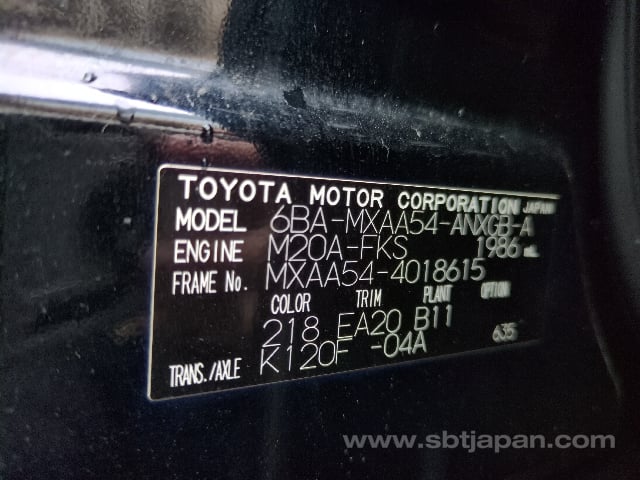 TOYOTA MOTOR CORPORATION JAPAN
MODEL 6BA-MXAA54-ANXGB-A
ENGINE M20A-FKS 1986 mL
FRAME No. MXAA54-4018615
COLOR TRIM PLANT OPTION
218 EA20 B11
TRANS./AXLE K120F -04A 635
www.sbtjapan.com